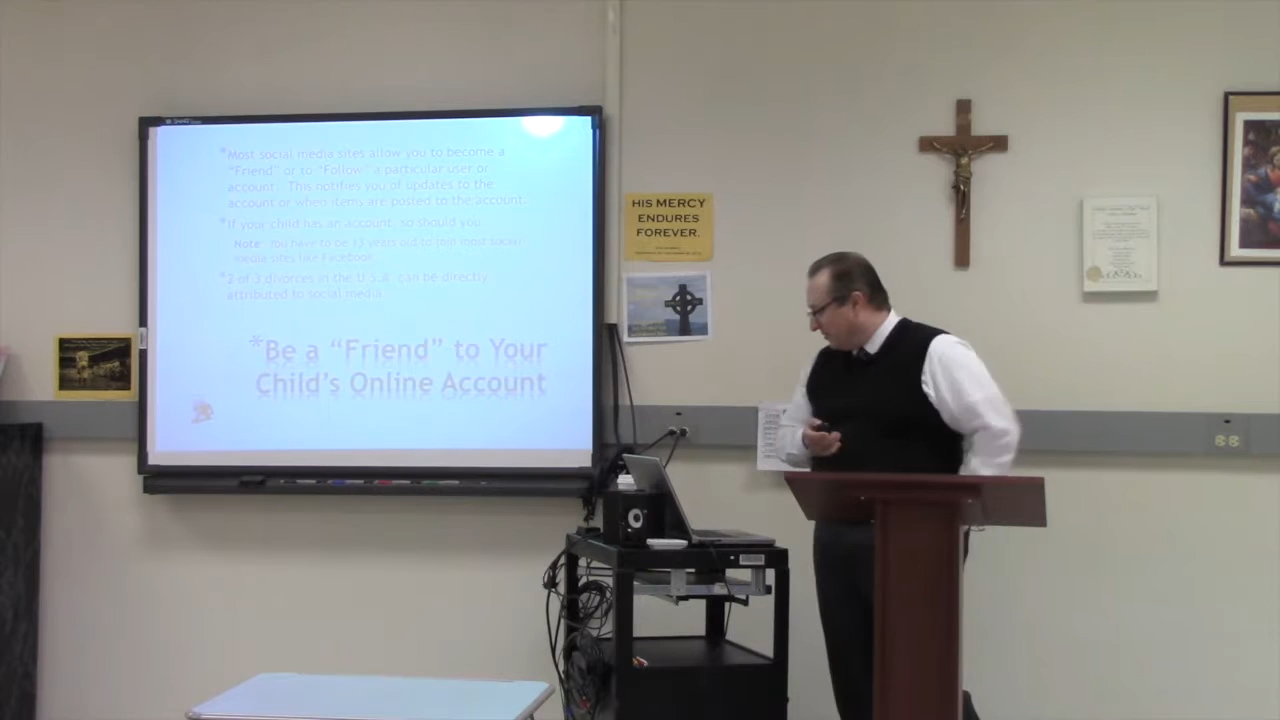 *Most social media sites allow you to become a
"Friend" or to "Follow" a particular user or
account. This notifies you of updates to the
account or when items are posted to the account.
*If your child has an account, so should you
Note: You have to be 13 years old to join most social
media sites like Facebook
*2 of 3 divorces in the U.S.A. can be directly
attributed to social media.
*Be a "Friend" to Your
Child's Online Account
HIS MERCY
ENDURES
FOREVER.